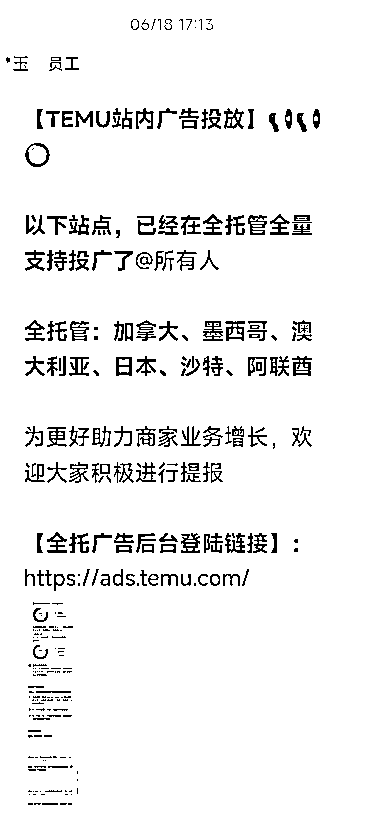 06/18 17:13
玉 员工
【TEMU站内广告投放】
以下站点，已经在全托管全量
支持投广了@所有人
全托管：加拿大、墨西哥、澳
大利亚、日本、沙特、阿联酋
为更好助力商家业务增长，欢
迎大家积极进行提报
【全托广告后台登陆链接】：
https://ads.temu.com/